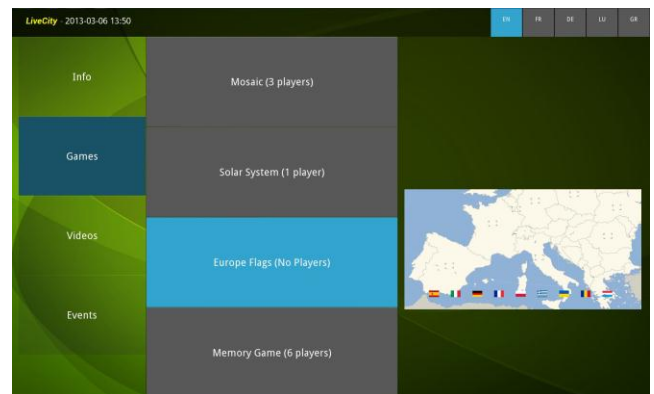 LiveCity - 2013-03-06 13:50
EN FR DE LU GR
Info
Games
Videos
Events
Mosaic (3 players)
Solar System (1 player)
Europe Flags (No Players)
Memory Game (6 players)